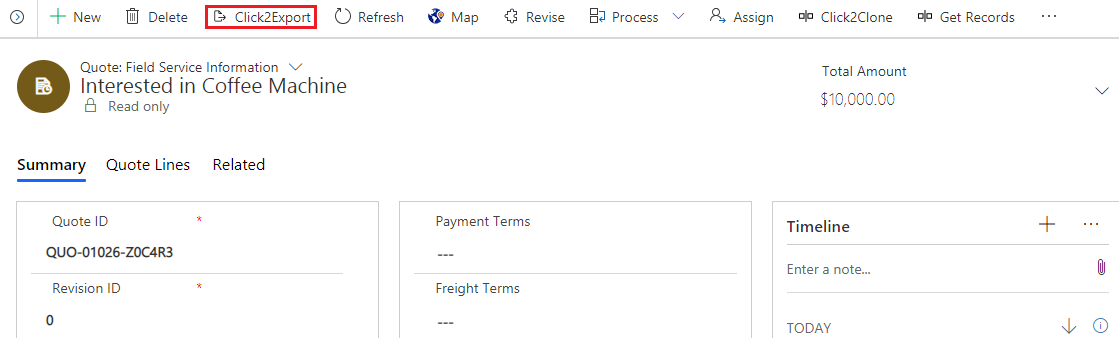 New Delete Click2Export Refresh Map Revise Process Assign Click2Clone Get Records ...
Quote: Field Service Information
Interested in Coffee Machine
Read only
Total Amount
$10,000.00
Summary Quote Lines Related
Quote ID *
QUO-01026-Z0C4R3
Revision ID *
0
Payment Terms
---
Freight Terms
---
Timeline
Enter a note...
TODAY